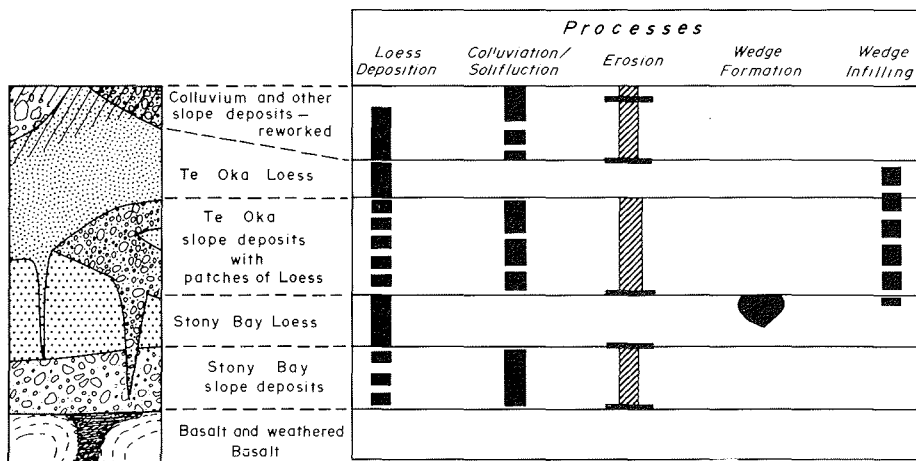 Processes
Loess
Deposition
Colluviation/
Solifluction
Erosion
Wedge
Formation
Wedge
Infilling
Colluvium and other
slope deposits –
reworked
Te Oka Loess
Te Oka
slope deposits
with
patches of Loess
Stony Bay Loess
Stony Bay
slope deposits
Basalt and weathered
Basalt